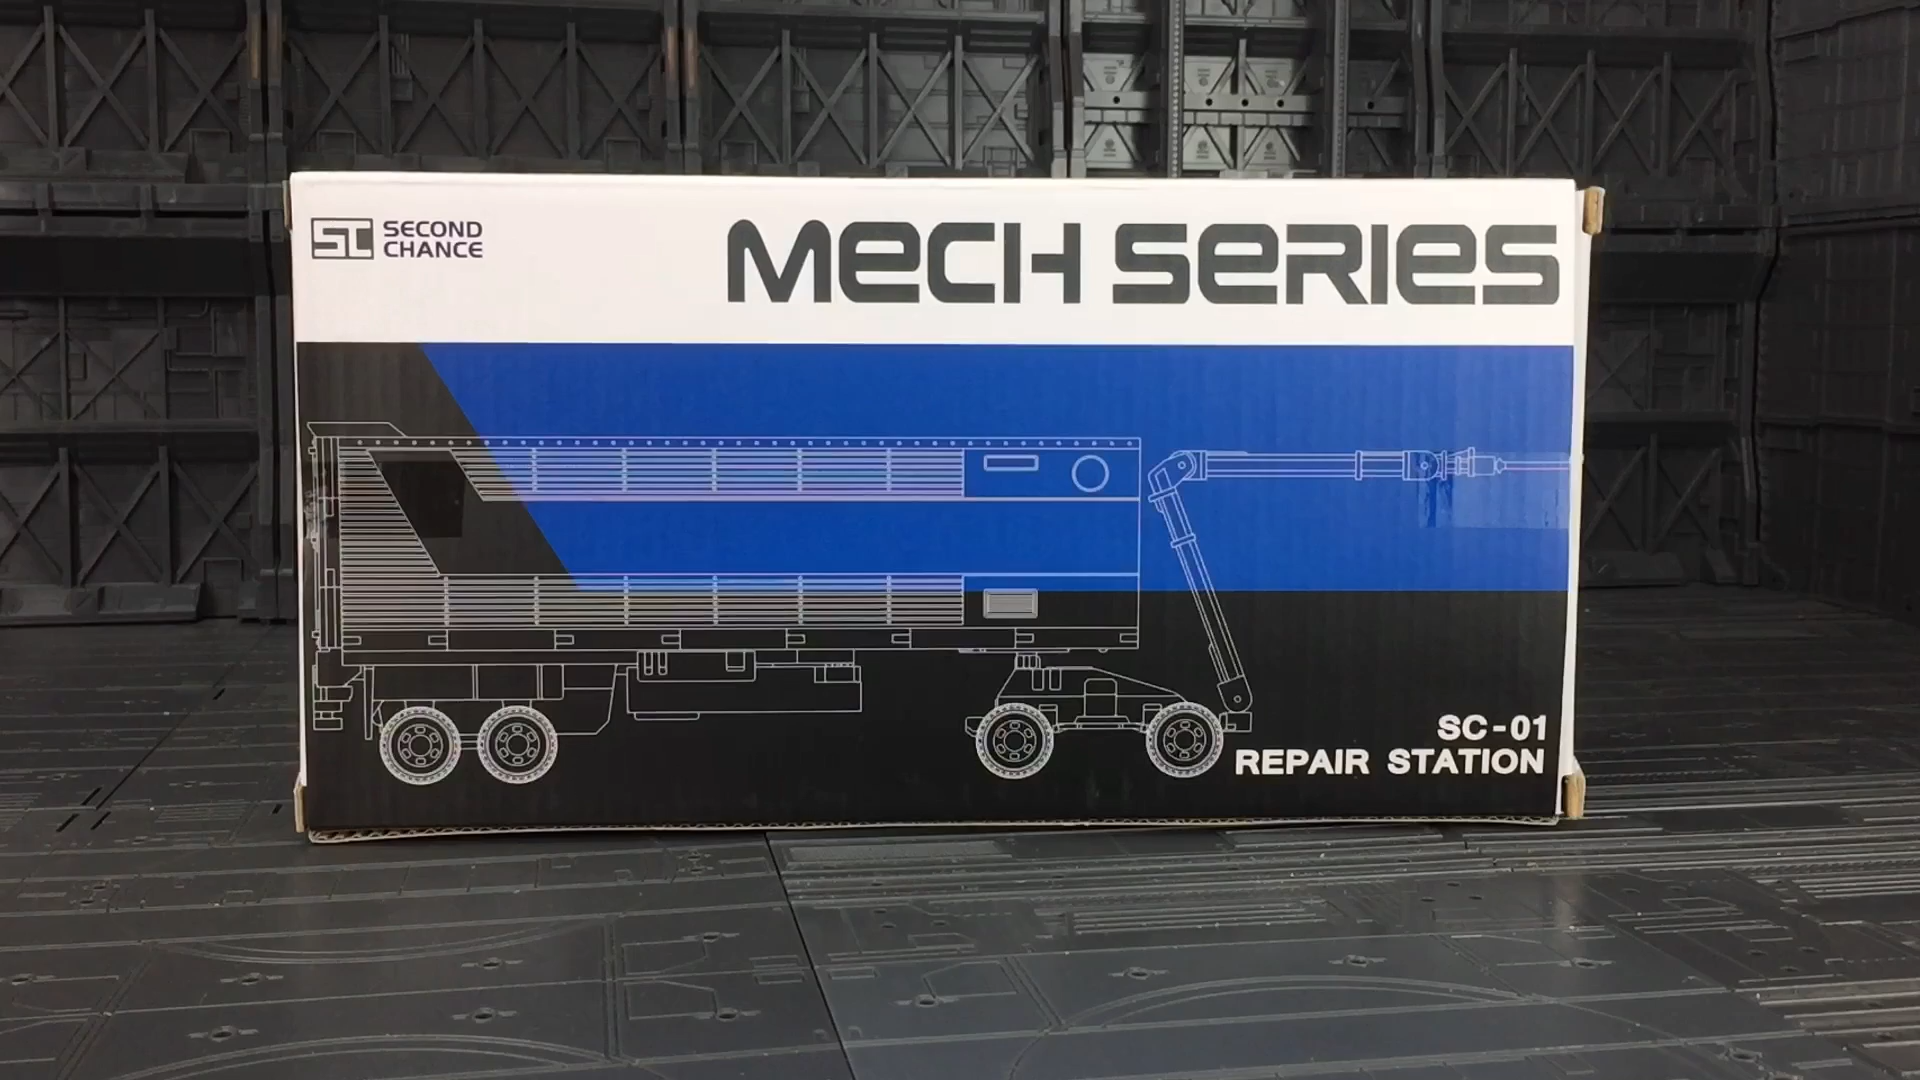 SC SECOND
CHANCE
MECH SERIES
SC-01
REPAIR STATION